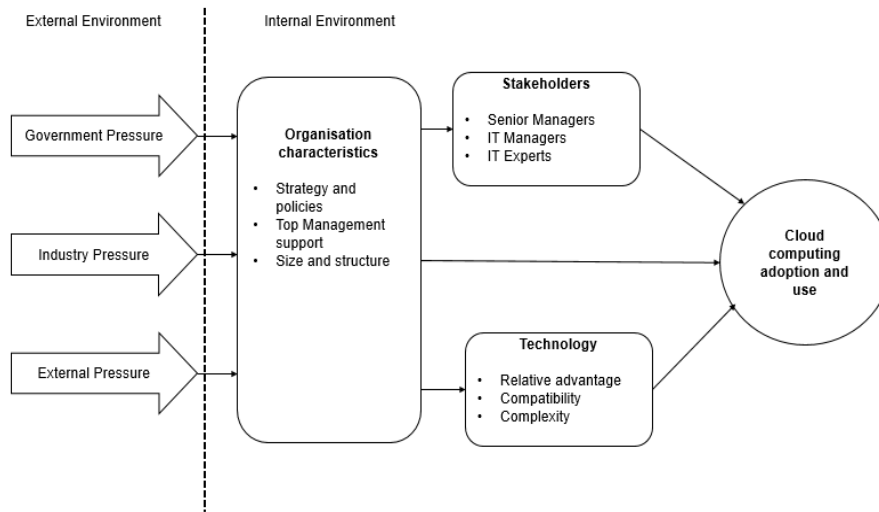 External Environment
Internal Environment
Government Pressure
Industry Pressure
External Pressure
Organisation
characteristics
• Strategy and
policies
• Top Management
support
• Size and structure
Stakeholders
• Senior Managers
• IT Managers
• IT Experts
Technology
• Relative advantage
• Compatibility
• Complexity
Cloud
computing
adoption and
use